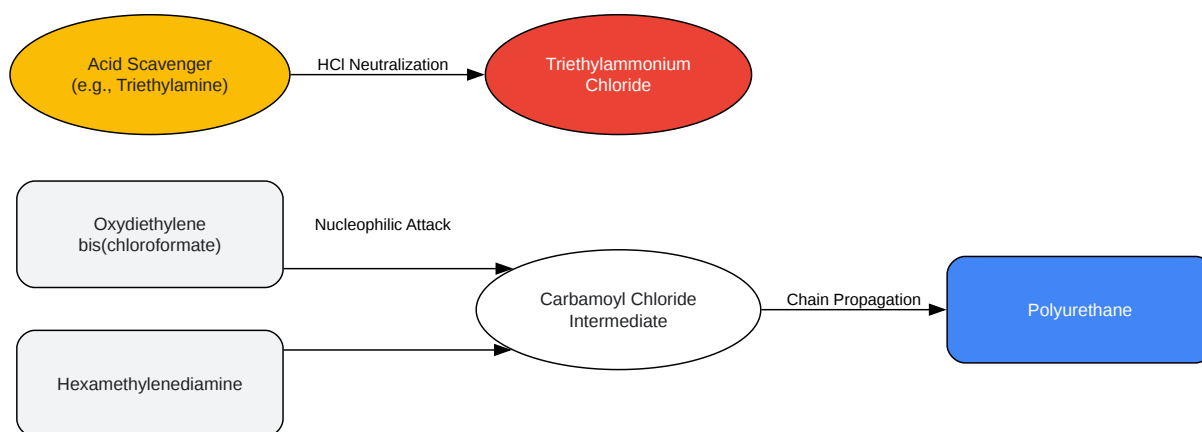 Acid Scavenger
(e.g., Triethylamine)
HCl Neutralization
Triethylammonium
Chloride
Oxydiethylene
bis(chloroformate)
Nucleophilic Attack
Hexamethylenediamine
Carbamoyl Chloride
Intermediate
Chain Propagation
Polyurethane